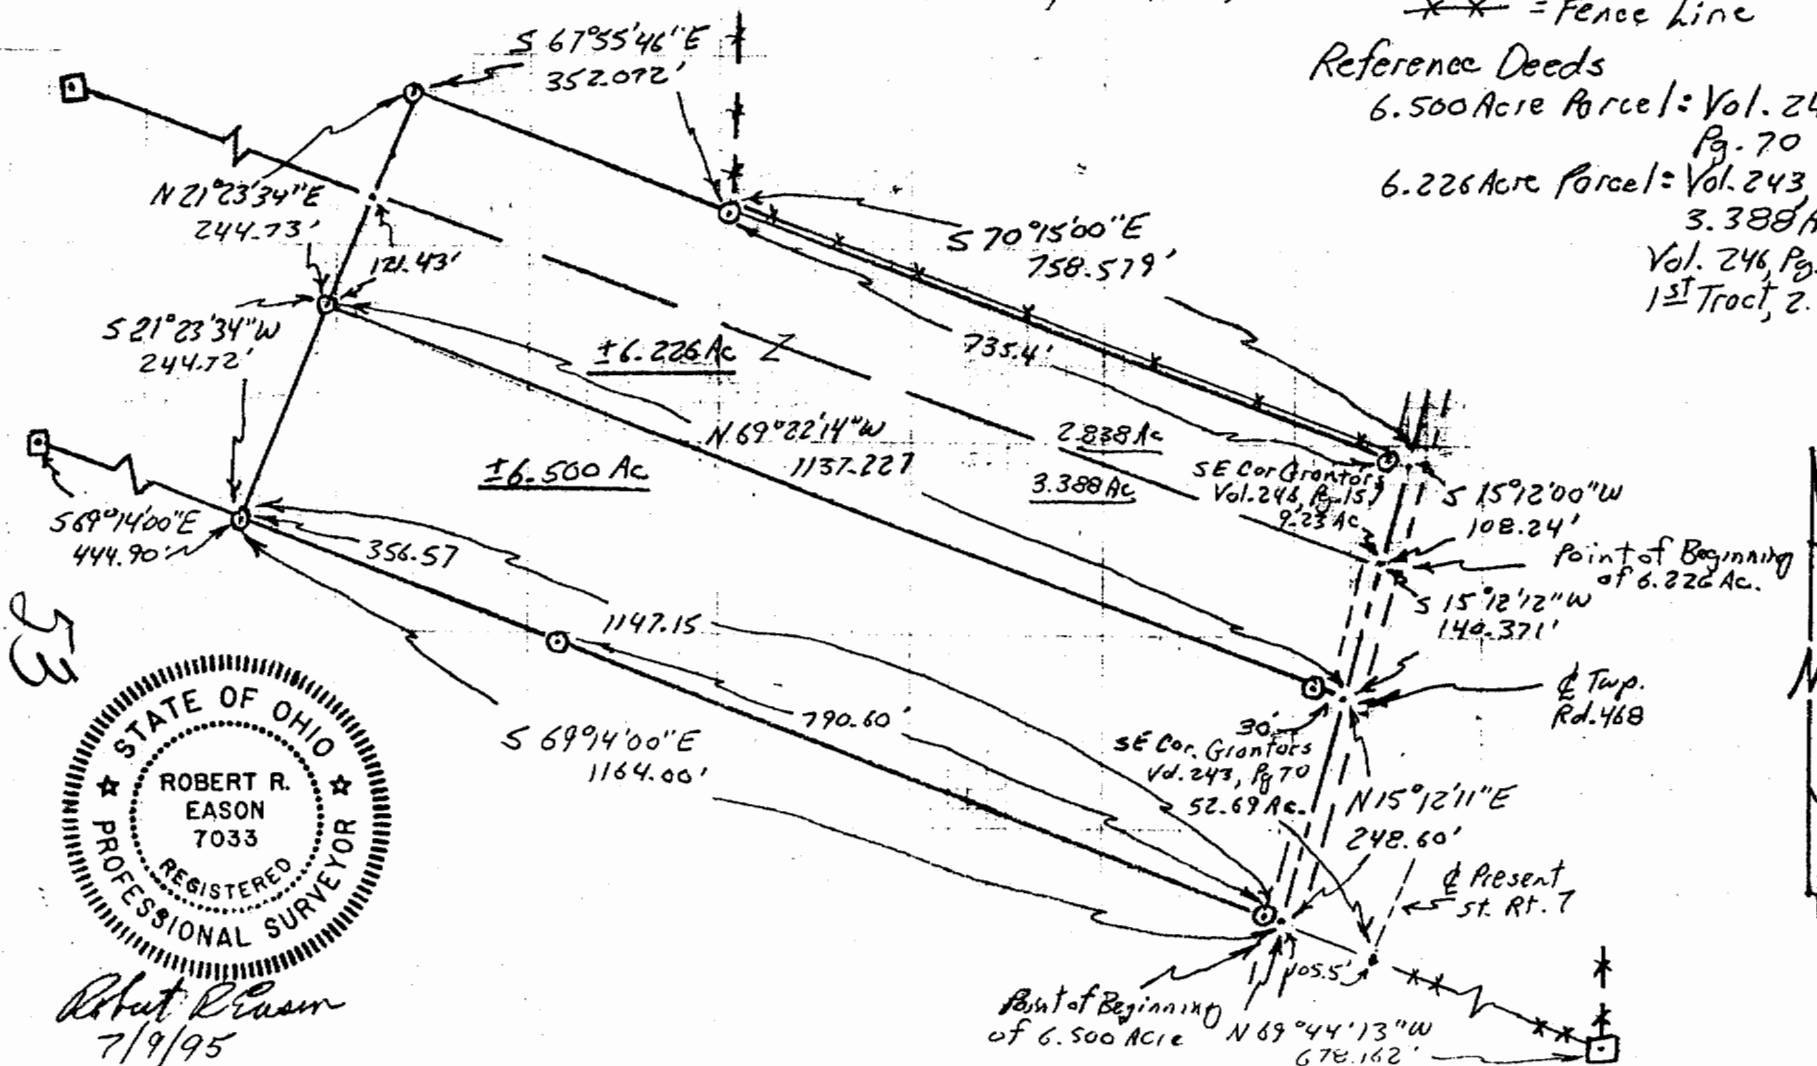 S 67°55'46"E
352.072'
= Fence Line
Reference Deeds
6.500 Acre Parcel: Vol. 24
Pg. 70
6.226 Acre Parcel: Vol. 243,
3.388 A
Vol. 246, Pg.
1st Tract, 2.
N 21°23'34"E
244.73'
121.43'
S 70°15'00"E
758.579'
S 21°23'34"W
244.72'
±6.226 Ac
Z
735.4'
±6.500 Ac
N 69°22'14"W
1137.227
2.838 Ac
3.388 Ac
SE Cor Grantors
Vol. 246, Pg. 157
9.23 Ac
S 15°12'00"W
108.24'
Point of Beginning
of 6.226 Ac.
S 15°12'12"W
140.371'
S 69°14'00"E
444.90'
356.57
1147.15
53
790.60'
℄ Twp.
Rd. 468
30'
SE Cor. Grantors
Vol. 243, Pg 70
52.69 Ac.
N 15°12'11"E
248.60'
S 69°14'00"E
1164.00'
℄ Present
St. Rt. 7
105.5'
Point of Beginning
of 6.500 Acre
N 69°44'13"W
678.162'
STATE OF OHIO
ROBERT R.
EASON
7033
REGISTERED
PROFESSIONAL SURVEYOR
Robert R Eason
7/9/95